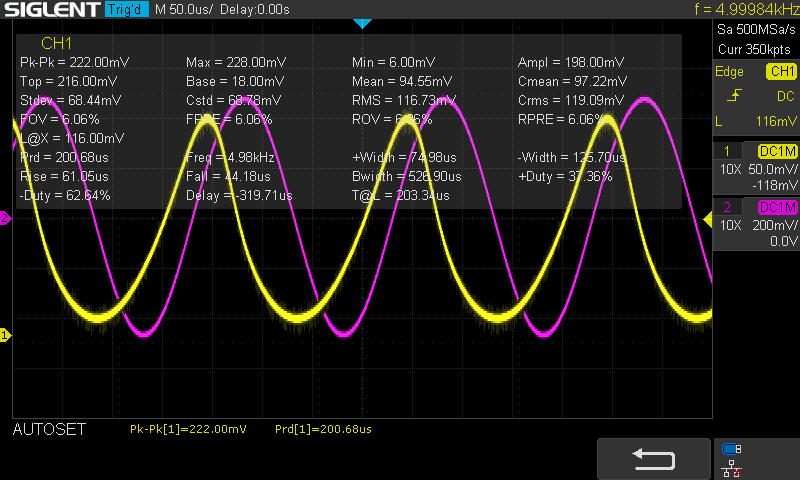 SIGLENT Trig'd M 50.0us/ Delay:0.00s f = 4.99984kHz
Sa 500MSa/s
Curr 350kpts
CH1
Pk-Pk = 222.00mV Max = 228.00mV Min = 6.00mV Ampl = 198.00mV
Top = 216.00mV Base = 18.00mV Mean = 94.55mV Cmean = 97.22mV
Stdev = 68.44mV Cstd = 68.78mV RMS = 116.73mV Crms = 119.09mV
FOV = 6.06% FPRE = 6.06% ROV = 6.06% RPRE = 6.06%
L@X = 116.00mV
Prd = 200.68us Freq = 4.98kHz +Width = 74.98us -Width = 125.70us
Rise = 61.05us Fall = 44.18us Bwidth = 526.90us +Duty = 37.36%
-Duty = 62.64% Delay = -319.71us T@L = 203.34us
Edge CH1
DC
L 116mV
1 DC1M
10X 50.0mV/
-118mV
2 DC1M
10X 200mV/
0.0V
2
1
AUTOSET Pk-Pk[1]=222.00mV Prd[1]=200.68us